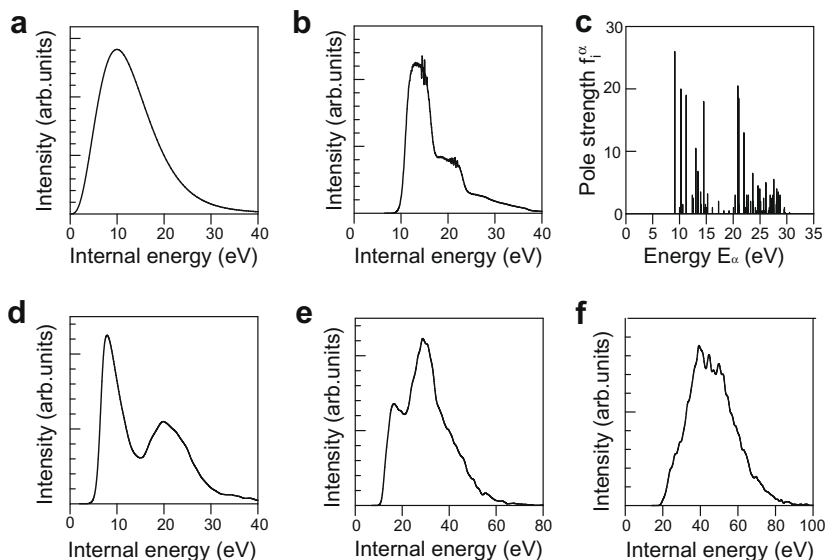 a
Intensity (arb.units)
0 10 20 30 40
Internal energy (eV)
b
Intensity (arb.units)
0 10 20 30 40
Internal energy (eV)
c
Pole strength fᵢᵅ
30
20
10
0
0 5 10 15 20 25 30 35
Energy Eα (eV)
d
Intensity (arb.units)
0 10 20 30 40
Internal energy (eV)
e
Intensity (arb.units)
0 20 40 60 80
Internal energy (eV)
f
Intensity (arb.units)
0 20 40 60 80 100
Internal energy (eV)